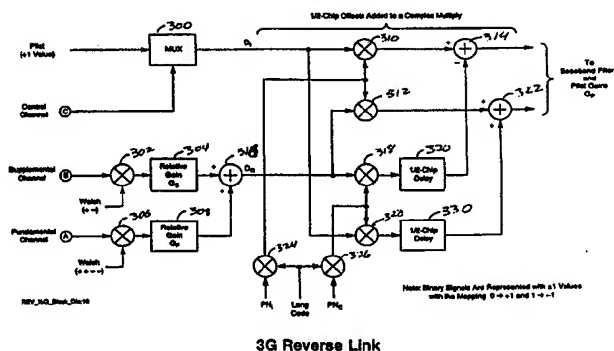 1/2-Chip Offsets Added to a Complex Multiply
300
Pilot
(+1 Value)
MUX
310
314
+
-
Control
Channel
C
312
322
+
+
To
Baseband Filter
and
Pilot Gains
302
304
Supplemental
Channel
B
Relative
Gain
+
+
318
320
1/2-Chip
Delay
Walsh
(+ -)
306
308
Fundamental
Channel
A
Relative
Gain
Walsh
(+ + - -)
330
1/2-Chip
Delay
324
326
PN
Long
Code
PN
Note: Binary Signals Are Represented with ±1 Values
with the Mapping 0 → +1 and 1 → -1
3G Reverse Link